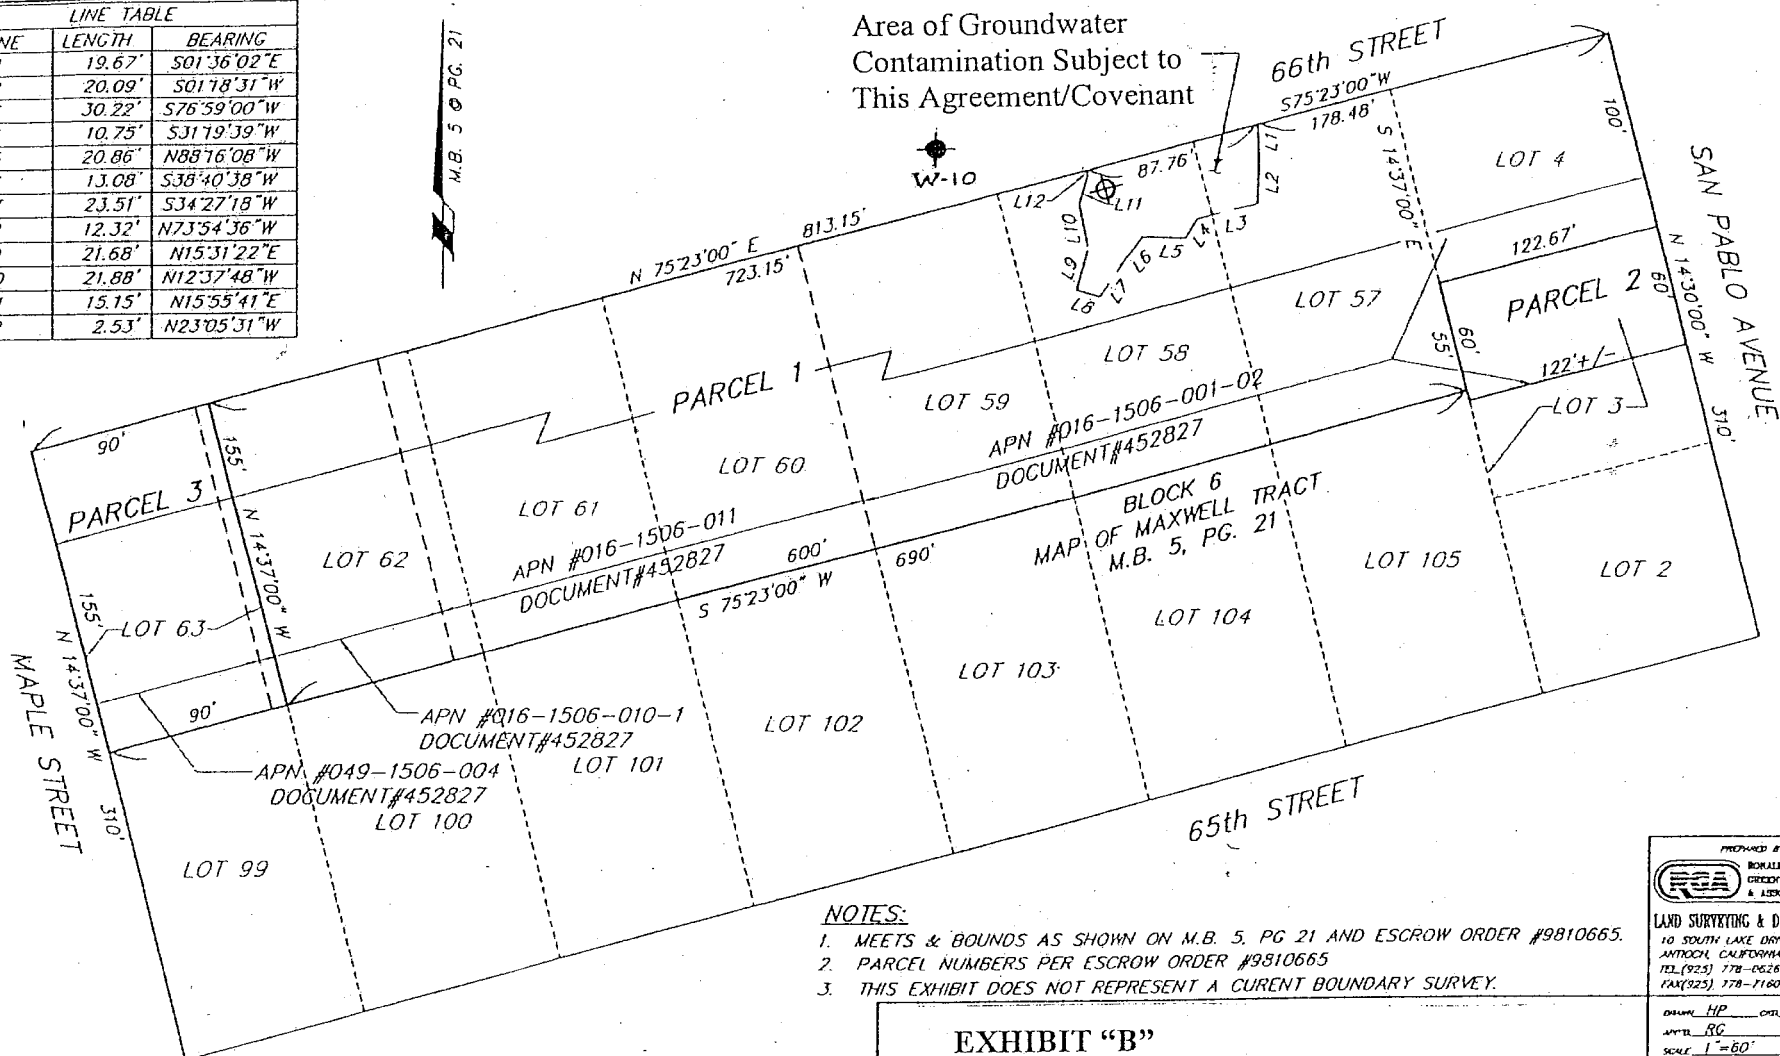 LINE TABLE
LENGTH BEARING
19.67' S01°36'02"E
20.09' S01°18'31"W
30.22' S76°59'00"W
10.75' S31°19'39"W
20.86' N88°16'08"W
13.08' S38°40'38"W
23.51' S34°27'18"W
12.32' N73°54'36"W
21.68' N15°31'22"E
21.88' N12°37'48"W
15.15' N15°55'41"E
2.53' N23°05'31"W
M.B. 5 @ PG. 21
Area of Groundwater
Contamination Subject to
This Agreement/Covenant
W-10
66th STREET
S75°23'00"W
178.48'
87.76'
L12
L11
L10
L9
L8
L7
L6
L5
L4
L3
L2
L1
S 14°37'00" E
LOT 4
100'
SAN PABLO AVENUE
N 14°30'00" W
60'
310'
122.67'
PARCEL 2
60'
55'
122'+/-
LOT 3
N 75°23'00" E
813.15'
723.15'
PARCEL 1
LOT 57
LOT 58
LOT 59
LOT 60
LOT 61
LOT 62
LOT 63
APN #016-1506-001-02
DOCUMENT#452827
APN #016-1506-011
DOCUMENT#452827
600'
690'
S 75°23'00" W
BLOCK 6
MAP OF MAXWELL TRACT
M.B. 5, PG. 21
90'
PARCEL 3
155'
N 14°37'00" W
155'
N 14°37'00" W
310'
MAPLE STREET
90'
APN #016-1506-010-1
DOCUMENT#452827
APN #049-1506-004
DOCUMENT#452827
LOT 99
LOT 100
LOT 101
LOT 102
LOT 103
LOT 104
LOT 105
LOT 2
65th STREET
NOTES:
1. MEETS & BOUNDS AS SHOWN ON M.B. 5, PG 21 AND ESCROW ORDER #9810665.
2. PARCEL NUMBERS PER ESCROW ORDER #9810665
3. THIS EXHIBIT DOES NOT REPRESENT A CURENT BOUNDARY SURVEY.
EXHIBIT “B”
PREPARED
RGA
LAND SURVEYING & D
10 SOUTH LAKE
ANTIOCH, CALIFORNIA
TEL (925) 778-0626
FAX(925) 778-7160
DRAWN HP
RG
SCALE 1"=60'